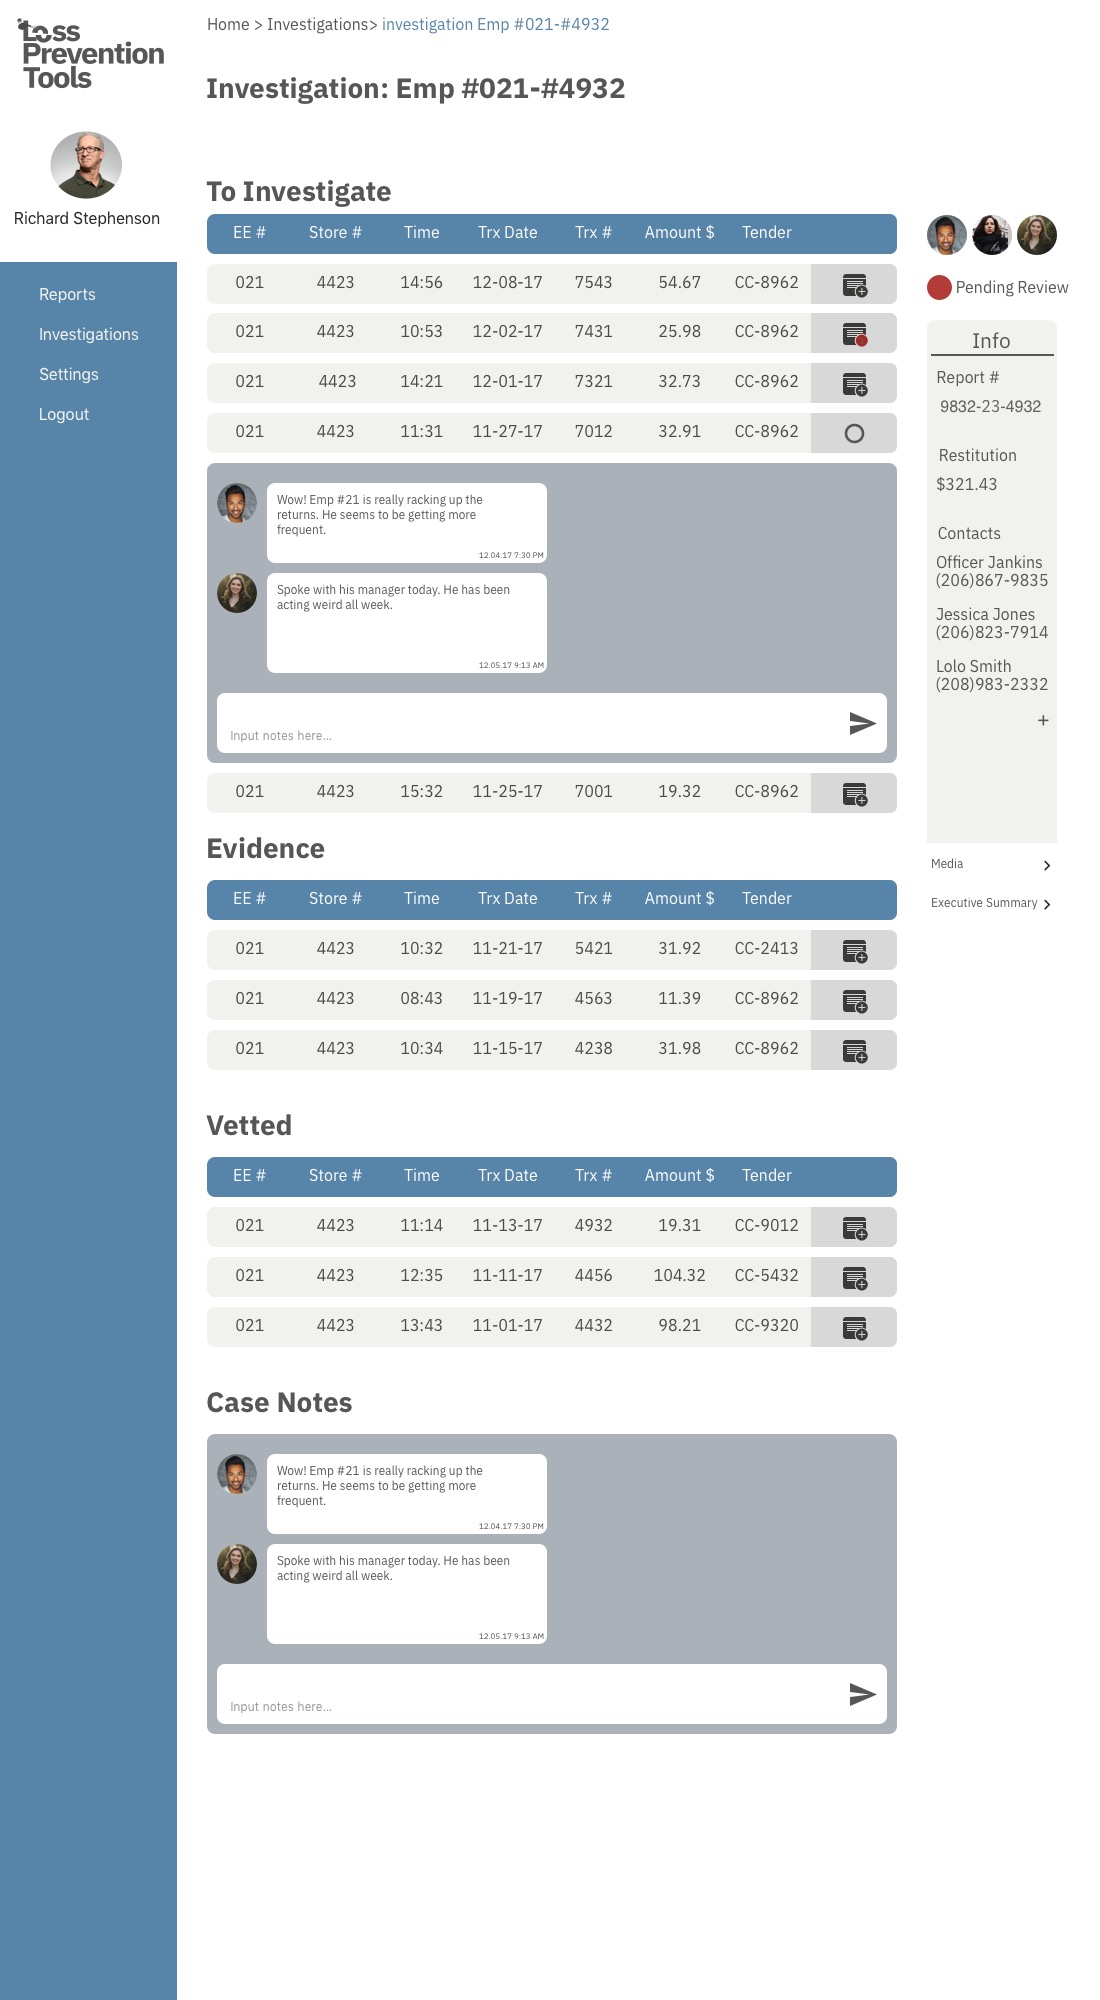 Loss
Prevention
Tools
Richard Stephenson
Reports
Investigations
Settings
Logout
Home > Investigations> investigation Emp #021-#4932
Investigation: Emp #021-#4932
To Investigate
EE # Store # Time Trx Date Trx # Amount $ Tender
021 4423 14:56 12-08-17 7543 54.67 CC-8962
021 4423 10:53 12-02-17 7431 25.98 CC-8962
021 4423 14:21 12-01-17 7321 32.73 CC-8962
021 4423 11:31 11-27-17 7012 32.91 CC-8962
Wow! Emp #21 is really racking up the
returns. He seems to be getting more
frequent.
12.04.17 7:30 PM
Spoke with his manager today. He has been
acting weird all week.
12.05.17 9:13 AM
Input notes here...
021 4423 15:32 11-25-17 7001 19.32 CC-8962
Evidence
EE # Store # Time Trx Date Trx # Amount $ Tender
021 4423 10:32 11-21-17 5421 31.92 CC-2413
021 4423 08:43 11-19-17 4563 11.39 CC-8962
021 4423 10:34 11-15-17 4238 31.98 CC-8962
Vetted
EE # Store # Time Trx Date Trx # Amount $ Tender
021 4423 11:14 11-13-17 4932 19.31 CC-9012
021 4423 12:35 11-11-17 4456 104.32 CC-5432
021 4423 13:43 11-01-17 4432 98.21 CC-9320
Case Notes
Wow! Emp #21 is really racking up the
returns. He seems to be getting more
frequent.
12.04.17 7:30 PM
Spoke with his manager today. He has been
acting weird all week.
12.05.17 9:13 AM
Input notes here...
Pending Review
Info
Report #
9832-23-4932
Restitution
$321.43
Contacts
Officer Jankins
(206)867-9835
Jessica Jones
(206)823-7914
Lolo Smith
(208)983-2332
+
Media
Executive Summary